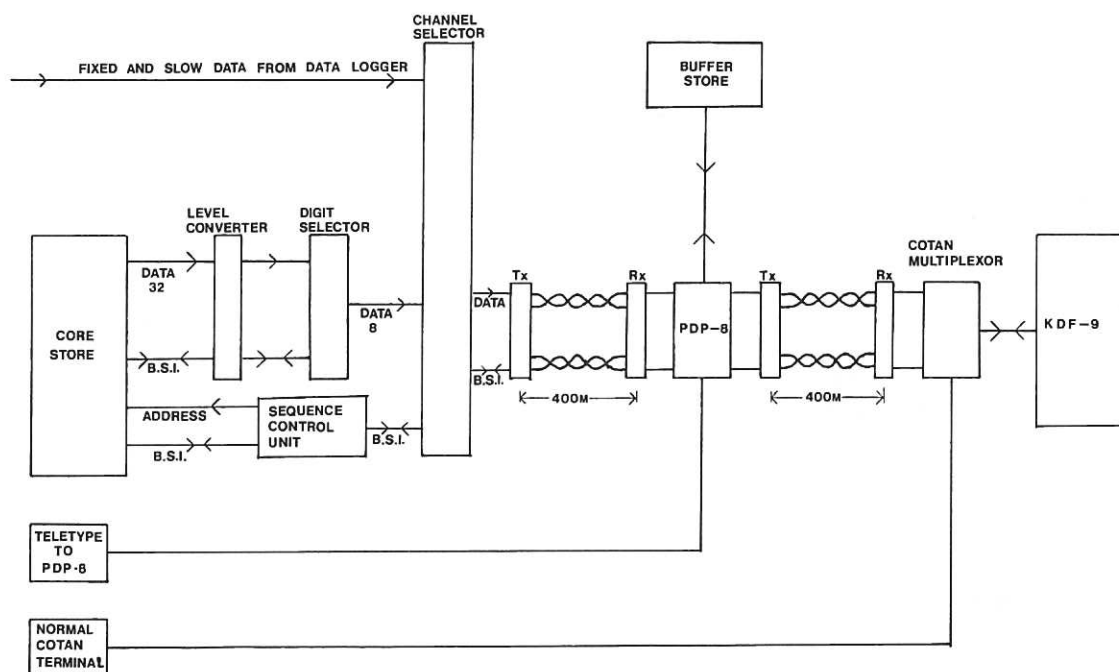 CHANNEL
SELECTOR
FIXED AND SLOW DATA FROM DATA LOGGER
BUFFER
STORE
LEVEL
CONVERTER
DIGIT
SELECTOR
CORE
STORE
DATA
32
B.S.I.
DATA
8
ADDRESS
B.S.I.
SEQUENCE
CONTROL
UNIT
B.S.I.
DATA
B.S.I.
Tx
Rx
400M
PDP-8
Tx
Rx
400M
COTAN
MULTIPLEXOR
KDF-9
TELETYPE
TO
PDP-8
NORMAL
COTAN
TERMINAL